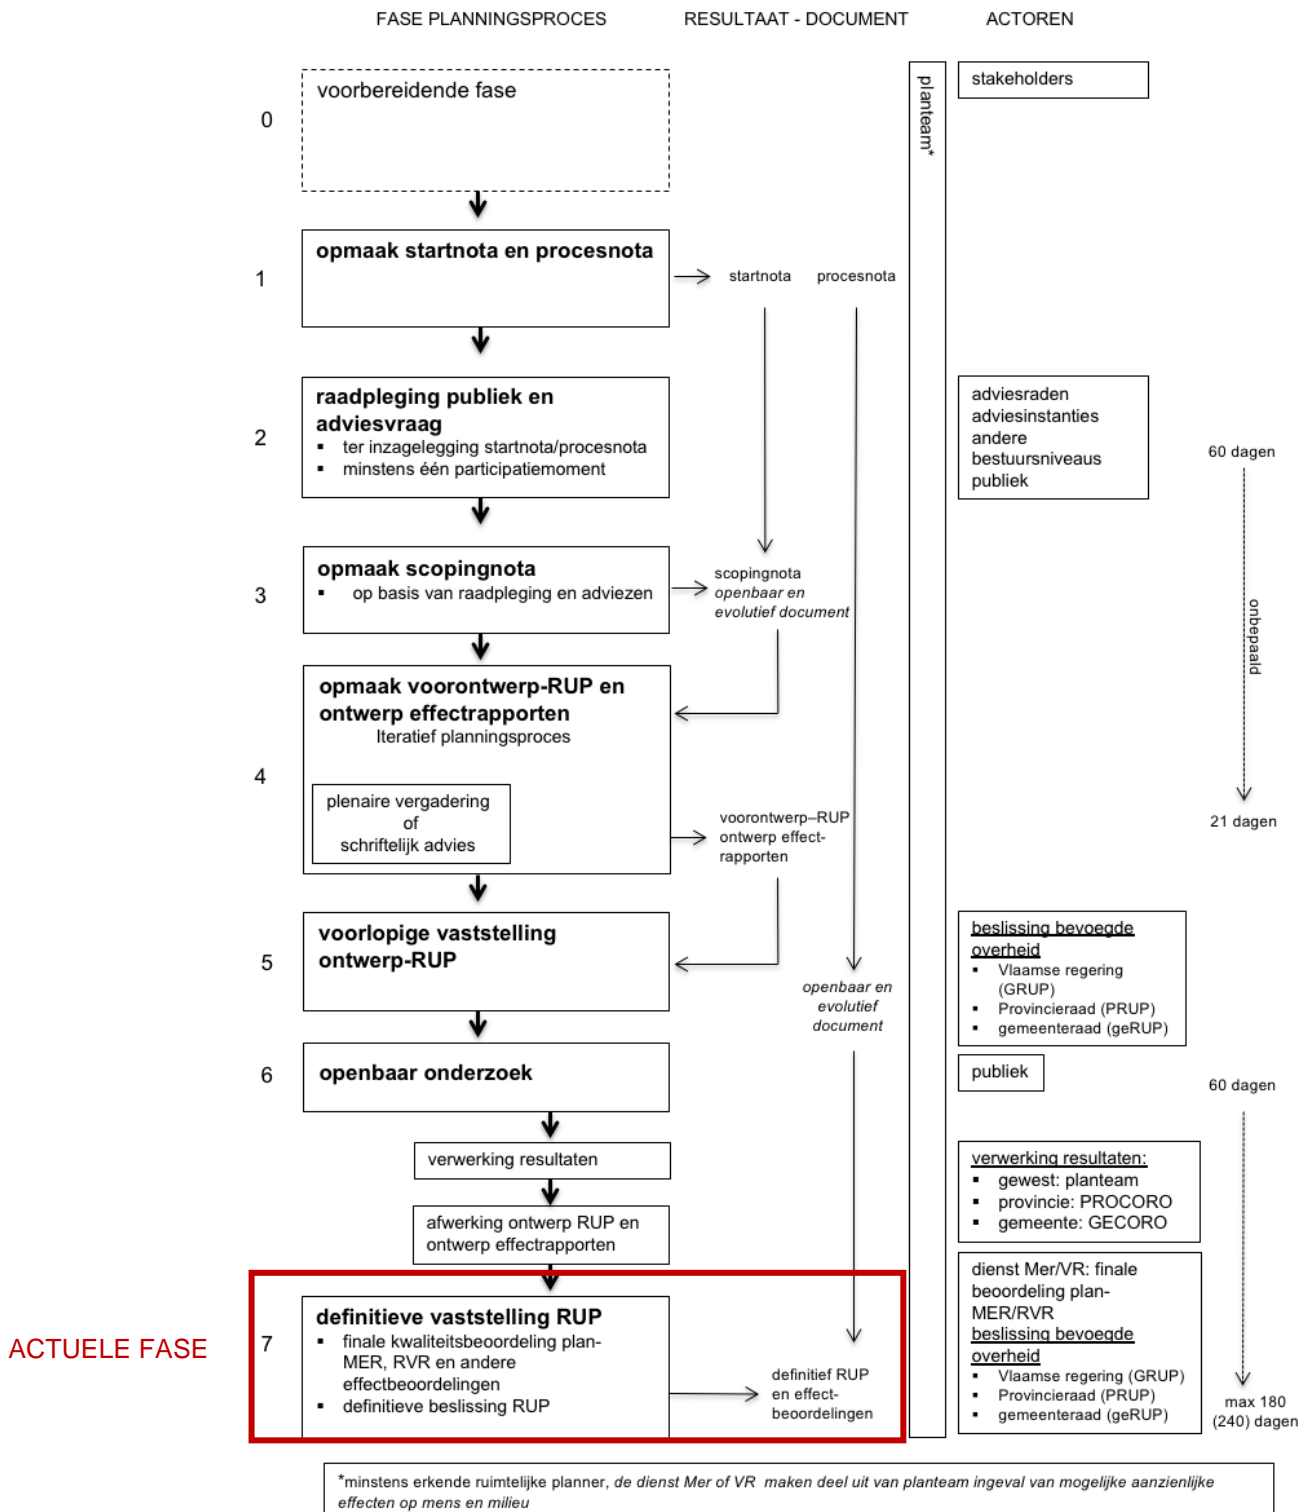 FASE PLANNINGSPROCES
RESULTAAT - DOCUMENT
ACTOREN
0
voorbereidende fase
planteam*
stakeholders
1
opmaak startnota en procesnota
startnota
procesnota
2
raadpleging publiek en
adviesvraag
▪ ter inzagelegging startnota/procesnota
▪ minstens één participatiemoment
adviesraden
adviesinstanties
andere
bestuursniveaus
publiek
60 dagen
3
opmaak scopingnota
▪ op basis van raadpleging en adviezen
scopingnota
openbaar en
evolutief document
onbepaald
4
opmaak voorontwerp-RUP en
ontwerp effectrapporten
Iteratief planningsproces
plenaire vergadering
of
schriftelijk advies
voorontwerp–RUP
ontwerp effect-
rapporten
21 dagen
5
voorlopige vaststelling
ontwerp-RUP
openbaar en
evolutief
document
beslissing bevoegde
overheid
▪ Vlaamse regering
(GRUP)
▪ Provincieraad (PRUP)
▪ gemeenteraad (geRUP)
6
openbaar onderzoek
publiek
60 dagen
verwerking resultaten
verwerking resultaten:
▪ gewest: planteam
▪ provincie: PROCORO
▪ gemeente: GECORO
afwerking ontwerp RUP en
ontwerp effectrapporten
ACTUELE FASE
7
definitieve vaststelling RUP
▪ finale kwaliteitsbeoordeling plan-
MER, RVR en andere
effectbeoordelingen
▪ definitieve beslissing RUP
definitief RUP
en effect-
beoordelingen
dienst Mer/VR: finale
beoordeling plan-
MER/RVR
beslissing bevoegde
overheid
▪ Vlaamse regering (GRUP)
▪ Provincieraad (PRUP)
▪ gemeenteraad (geRUP)
max 180
(240) dagen
*minstens erkende ruimtelijke planner, de dienst Mer of VR maken deel uit van planteam ingeval van mogelijke aanzienlijke
effecten op mens en milieu